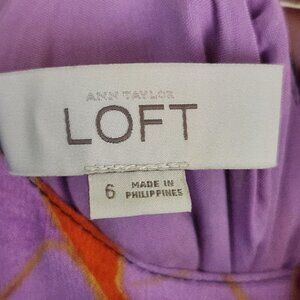 ANN TAYLOR
LOFT
6
MADE IN
PHILIPPINES